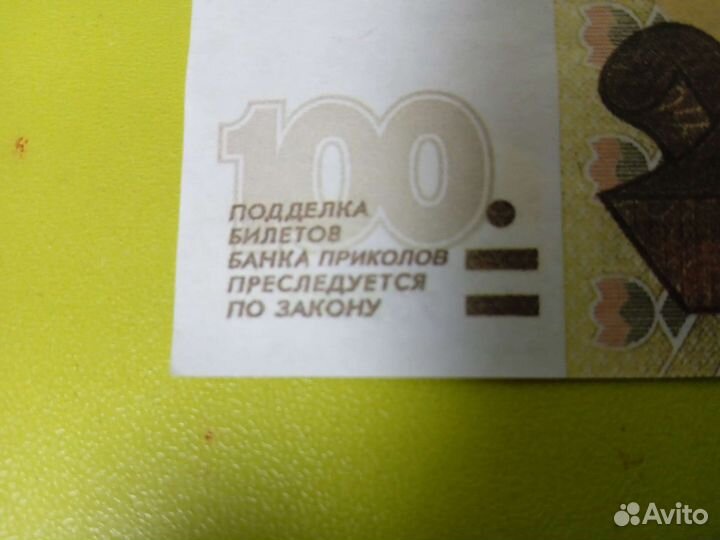 100
ПОДДЕЛКА
БИЛЕТОВ
БАНКА ПРИКОЛОВ
ПРЕСЛЕДУЕТСЯ
ПО ЗАКОНУ
Avito